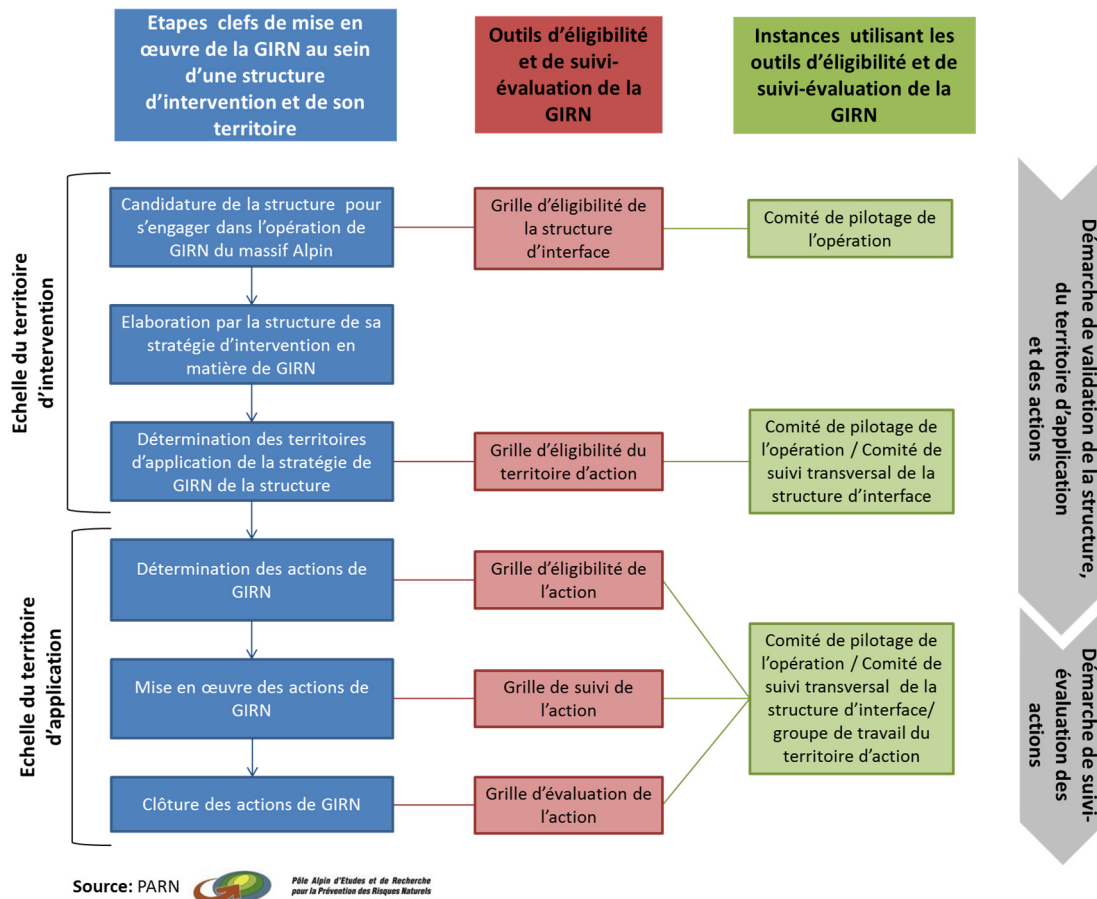 Etapes clefs de mise en
œuvre de la GIRN au sein
d'une structure
d'intervention et de son
territoire
Outils d'éligibilité
et de suivi-
évaluation de la
GIRN
Instances utilisant les
outils d'éligibilité et de
suivi-évaluation de la
GIRN
Echelle du territoire
d'intervention
Candidature de la structure pour
s'engager dans l'opération de
GIRN du massif Alpin
Grille d'éligibilité de
la structure
d'interface
Comité de pilotage de
l'opération
Elaboration par la structure de sa
stratégie d'intervention en
matière de GIRN
Détermination des territoires
d'application de la stratégie de
GIRN de la structure
Grille d'éligibilité du
territoire d'action
Comité de pilotage de
l'opération / Comité de
suivi transversal de la
structure d'interface
Echelle du territoire
d'application
Détermination des actions de
GIRN
Grille d'éligibilité de
l'action
Mise en œuvre des actions de
GIRN
Grille de suivi de
l'action
Comité de pilotage de
l'opération / Comité de
suivi transversal de la
structure d'interface/
groupe de travail du
territoire d'action
Clôture des actions de GIRN
Grille d'évaluation de
l'action
Démarche de validation de la structure,
du territoire d'application
et des actions
Démarche de suivi-
évaluation des
actions
Source: PARN
Pôle Alpin d'Etudes et de Recherche
pour la Prévention des Risques Naturels